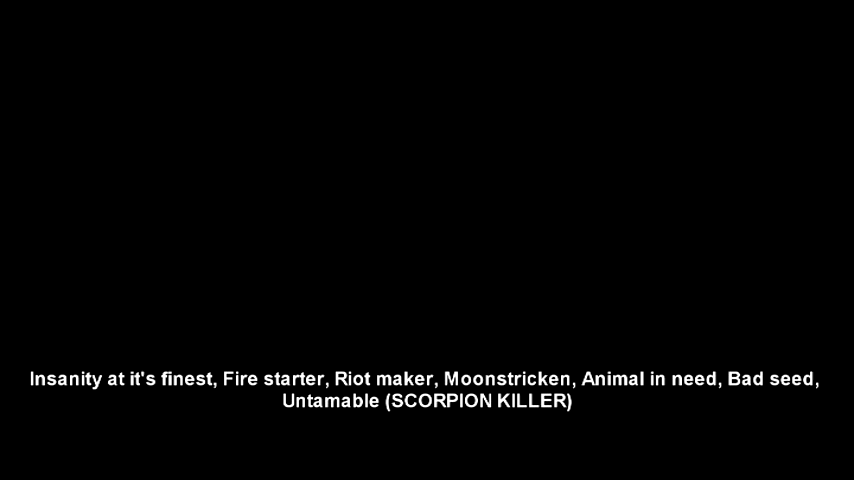 Insanity at it's finest, Fire starter, Riot maker, Moonstricken, Animal in need, Bad seed,
Untamable (SCORPION KILLER)